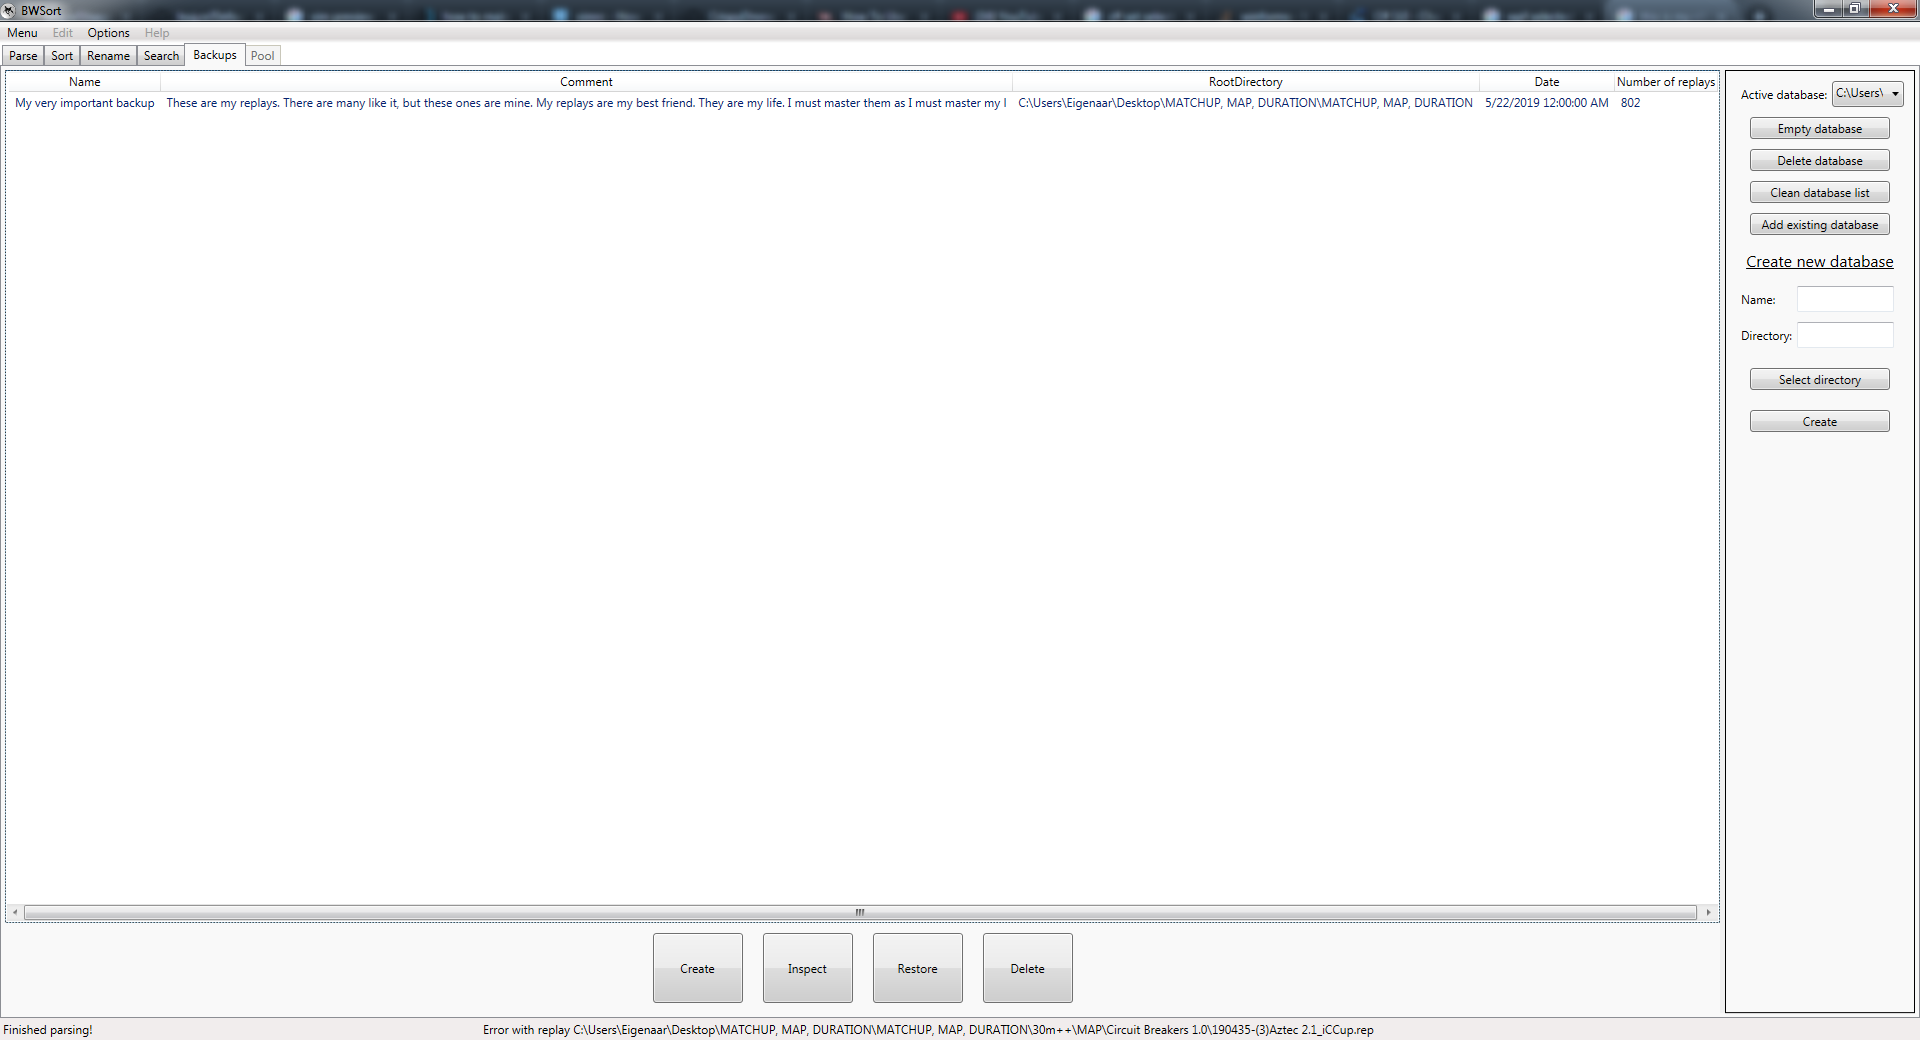 BWSort
Menu Edit Options Help
Parse Sort Rename Search Backups Pool
Name Comment RootDirectory Date Number of replays
My very important backup These are my replays. There are many like it, but these ones are mine. My replays are my best friend. They are my life. I must master them as I must master my l C:\Users\Eigenaar\Desktop\MATCHUP, MAP, DURATION\MATCHUP, MAP, DURATION 5/22/2019 12:00:00 AM 802
Active database: C:\Users\
Empty database
Delete database
Clean database list
Add existing database
Create new database
Name:
Directory:
Select directory
Create
Create Inspect Restore Delete
Finished parsing! Error with replay C:\Users\Eigenaar\Desktop\MATCHUP, MAP, DURATION\MATCHUP, MAP, DURATION\30m++\MAP\Circuit Breakers 1.0\190435-(3)Aztec 2.1_iCCup.rep